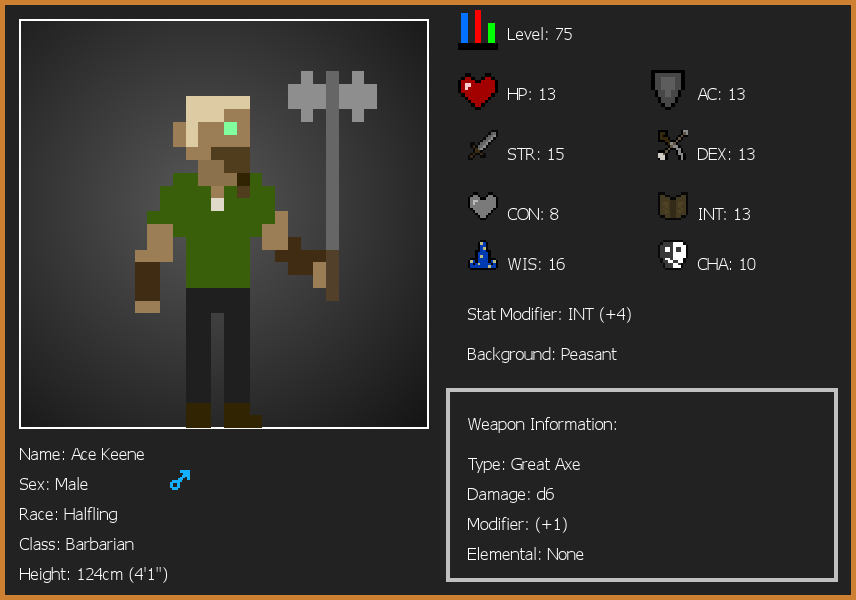 Level: 75
HP: 13
AC: 13
STR: 15
DEX: 13
CON: 8
INT: 13
WIS: 16
CHA: 10
Stat Modifier: INT (+4)
Background: Peasant
Weapon Information:
Type: Great Axe
Damage: d6
Modifier: (+1)
Elemental: None
Name: Ace Keene
Sex: Male
Race: Halfling
Class: Barbarian
Height: 124cm (4'1")